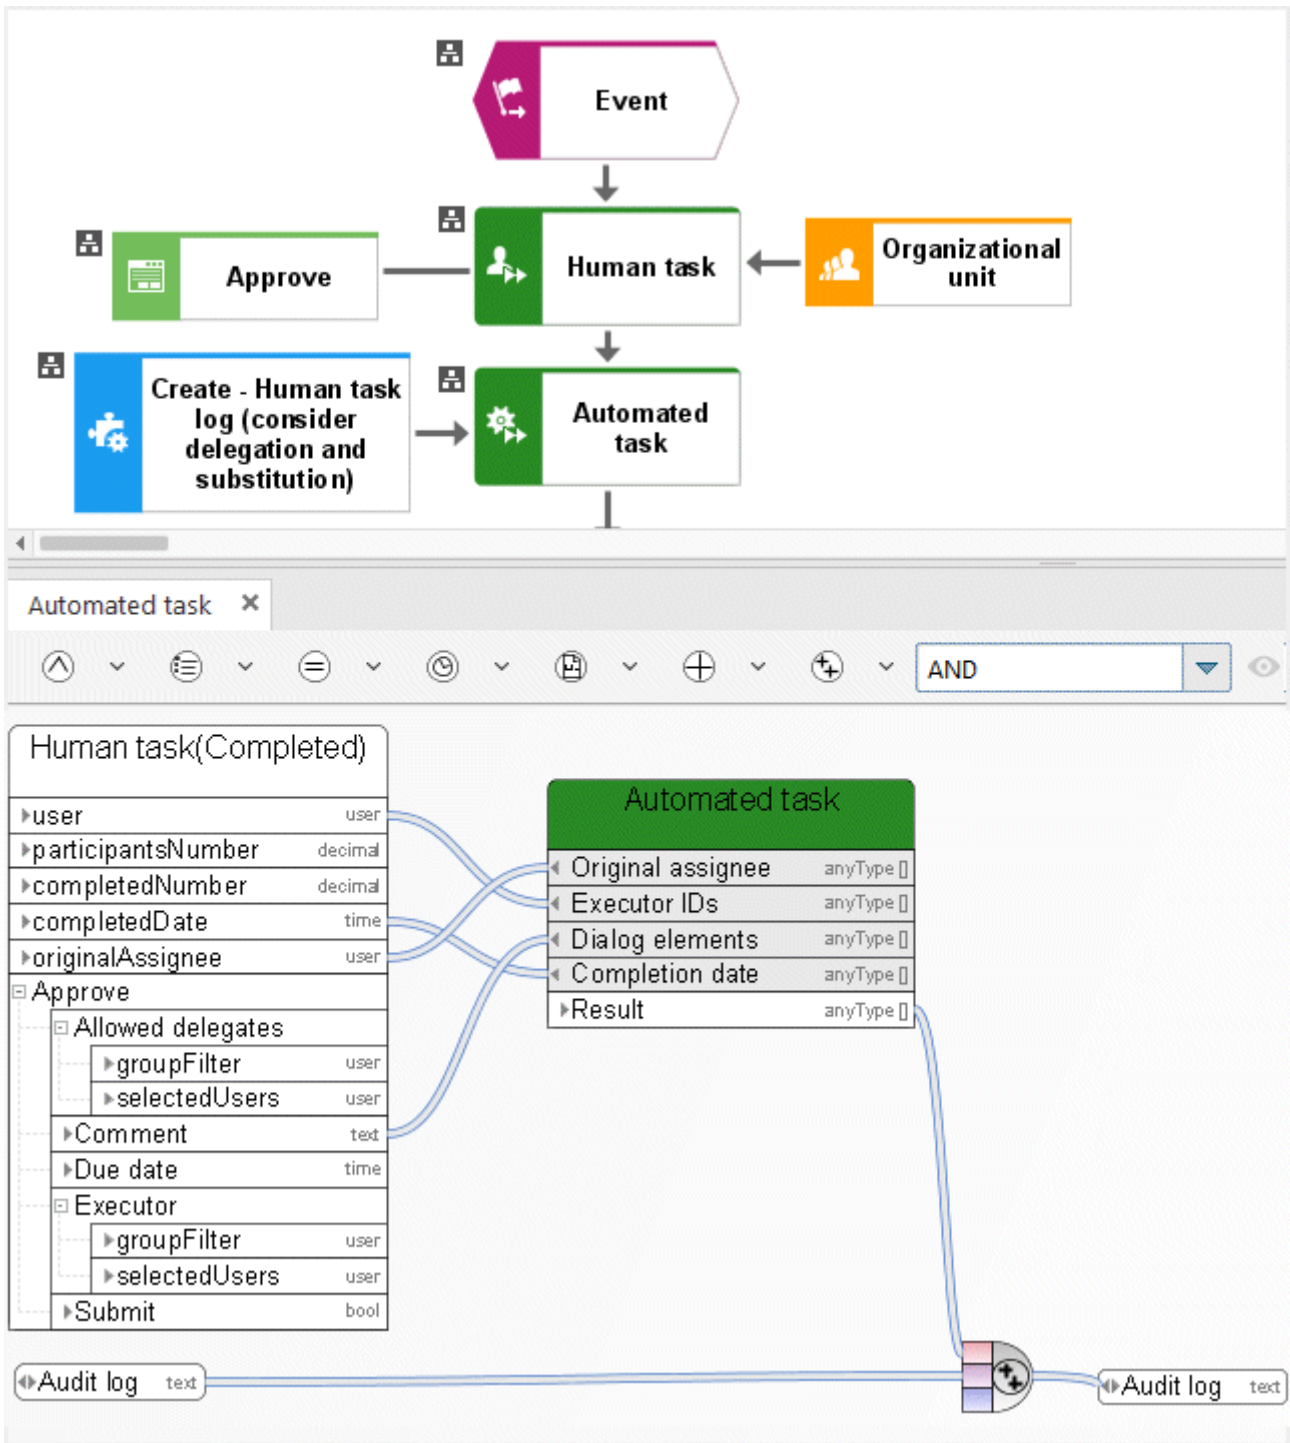 Event
Approve
Human task
Organizational
unit
Create - Human task
log (consider
delegation and
substitution)
Automated
task
Automated task
AND
Human task(Completed)
user user
participantsNumber decimal
completedNumber decimal
completedDate time
originalAssignee user
Approve
Allowed delegates
groupFilter user
selectedUsers user
Comment text
Due date time
Executor
groupFilter user
selectedUsers user
Submit bool
Automated task
Original assignee anyType []
Executor IDs anyType []
Dialog elements anyType []
Completion date anyType []
Result anyType []
Audit log text
Audit log text